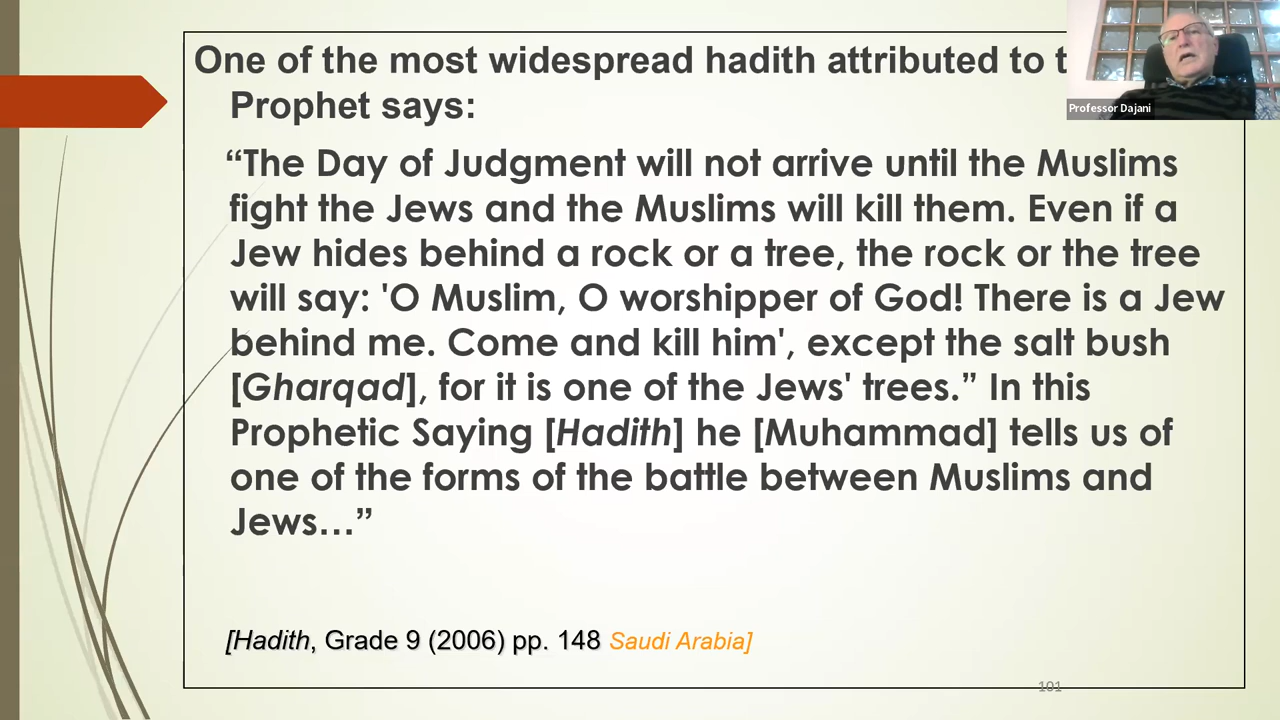 One of the most widespread hadith attributed to t
Professor Dajani
Prophet says:
“The Day of Judgment will not arrive until the Muslims
fight the Jews and the Muslims will kill them. Even if a
Jew hides behind a rock or a tree, the rock or the tree
will say: 'O Muslim, O worshipper of God! There is a Jew
behind me. Come and kill him', except the salt bush
[Gharqad], for it is one of the Jews' trees.” In this
Prophetic Saying [Hadith] he [Muhammad] tells us of
one of the forms of the battle between Muslims and
Jews…”
[Hadith, Grade 9 (2006) pp. 148 Saudi Arabia]
101